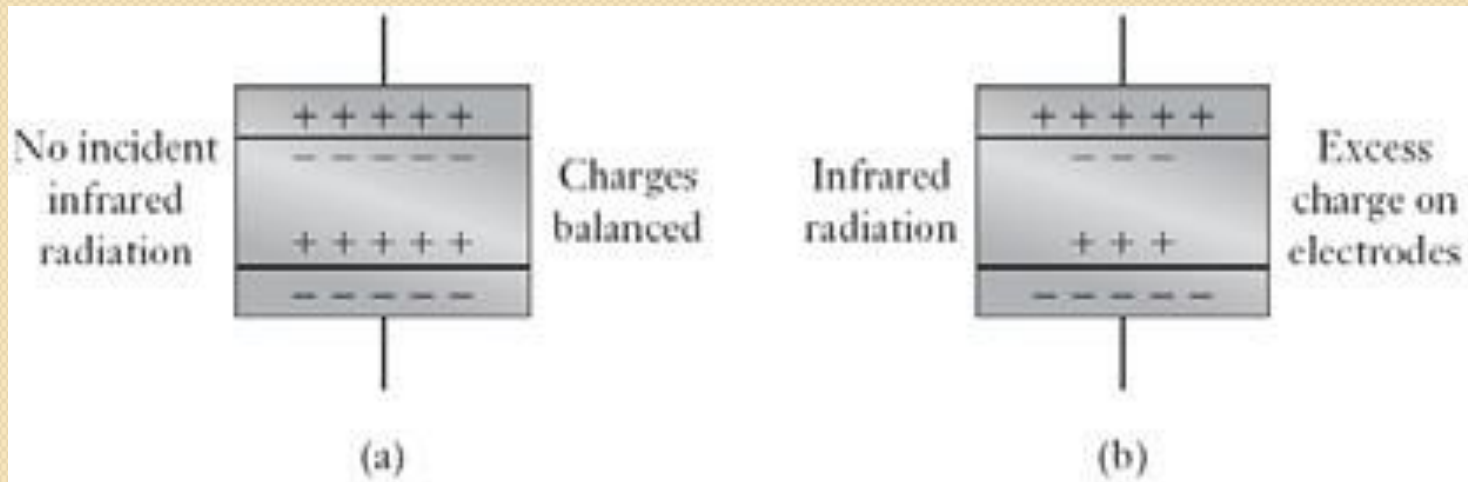 + + + + +
No incident
infrared
radiation
– – – – –
+ + + + +
– – – – –
Charges
balanced
(a)
+ + + + +
Infrared
radiation
– – –
+ + +
– – – – –
Excess
charge on
electrodes
(b)